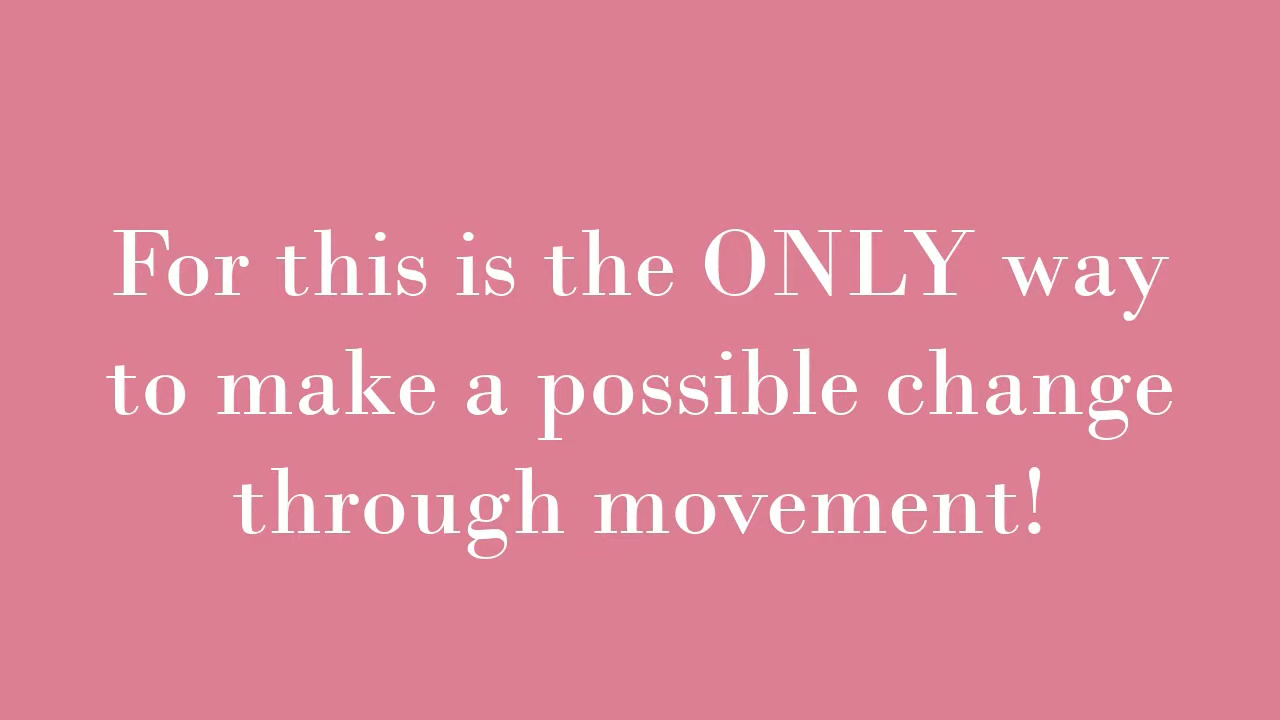 For this is the ONLY way
to make a possible change
through movement!